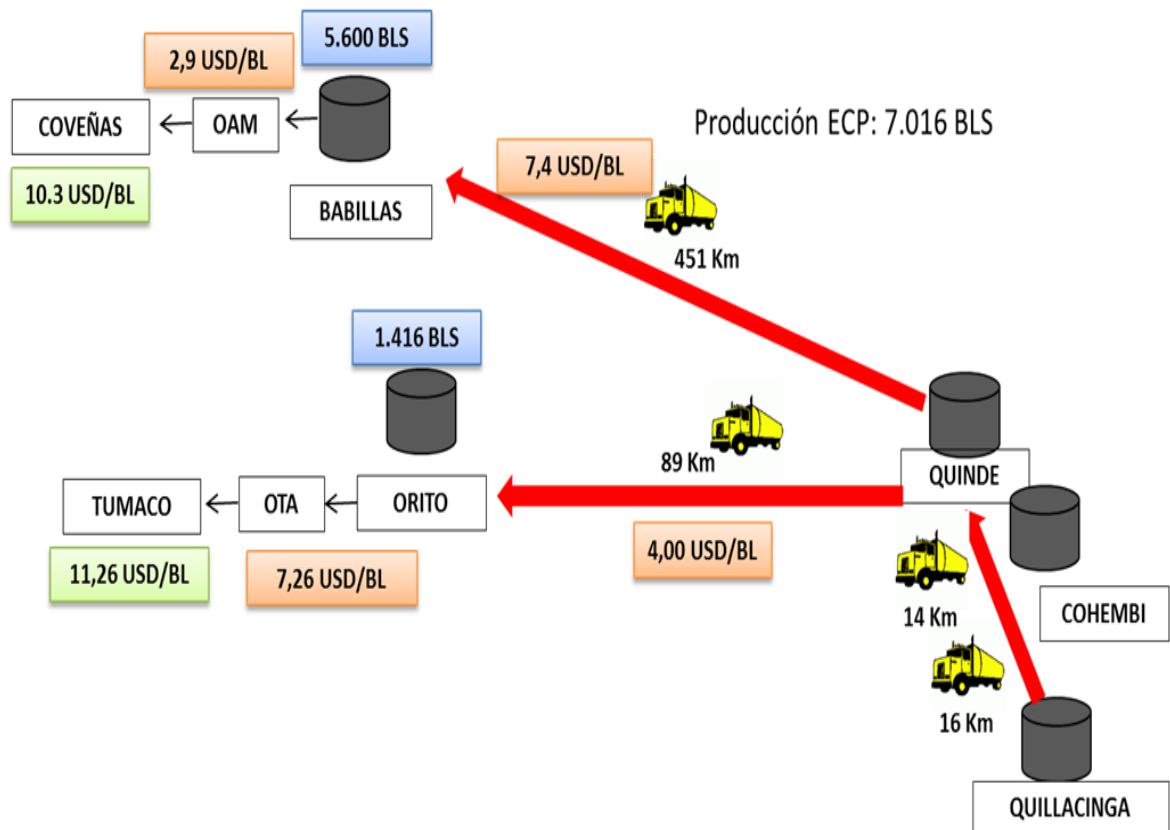 5.600 BLS
2,9 USD/BL
COVEÑAS
OAM
Producción ECP: 7.016 BLS
7,4 USD/BL
10.3 USD/BL
BABILLAS
451 Km
1.416 BLS
89 Km
QUINDE
TUMACO
OTA
ORITO
4,00 USD/BL
11,26 USD/BL
7,26 USD/BL
14 Km
COHEMBI
16 Km
QUILLACINGA